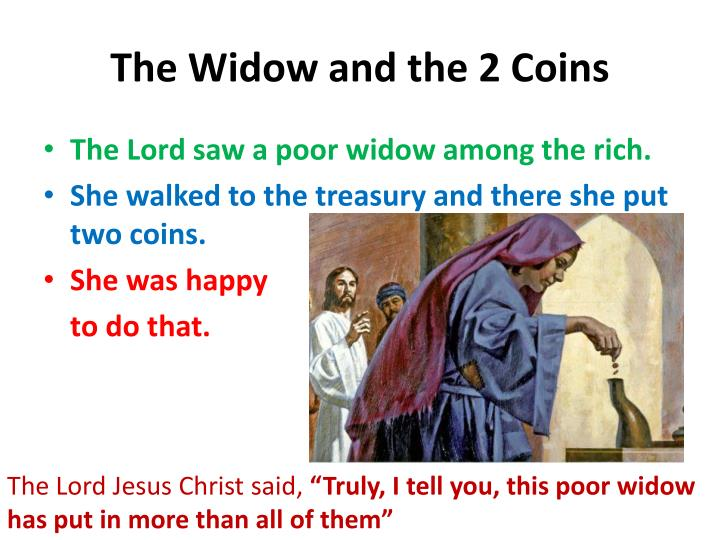 The Widow and the 2 Coins
• The Lord saw a poor widow among the rich.
• She walked to the treasury and there she put
two coins.
• She was happy
to do that.
The Lord Jesus Christ said, “Truly, I tell you, this poor widow
has put in more than all of them”